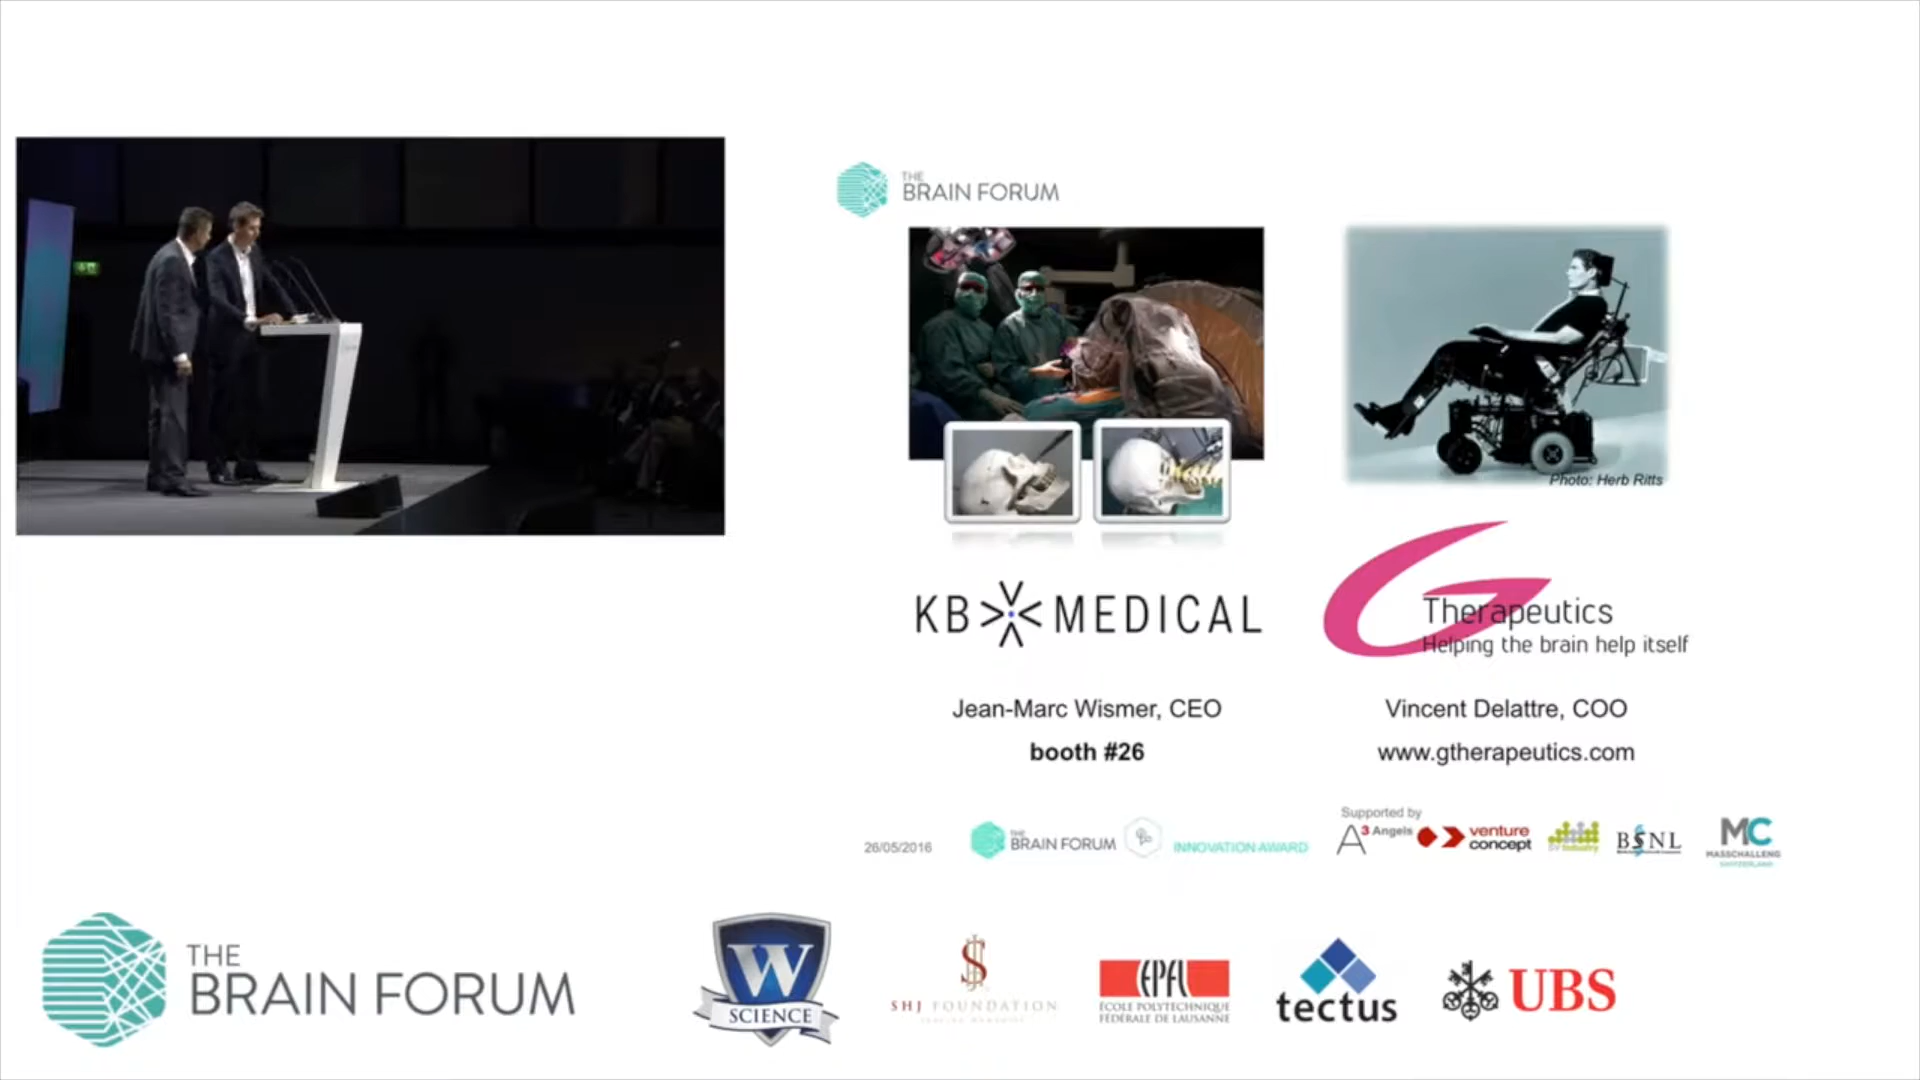 THE
BRAIN FORUM
Photo: Herb Ritts
KB MEDICAL
G
Therapeutics
Helping the brain help itself
Jean-Marc Wismer, CEO
booth #26
Vincent Delattre, COO
www.gtherapeutics.com
26/05/2016
THE
BRAIN FORUM
INNOVATION AWARD
Supported by
A3 Angels
venture
concept
BSNL
MC
MASSCHALLENG
SWITZERLAND
THE
BRAIN FORUM
W
SCIENCE
SHJ FOUNDATION
EPFL
ÉCOLE POLYTECHNIQUE
FÉDÉRALE DE LAUSANNE
tectus
UBS